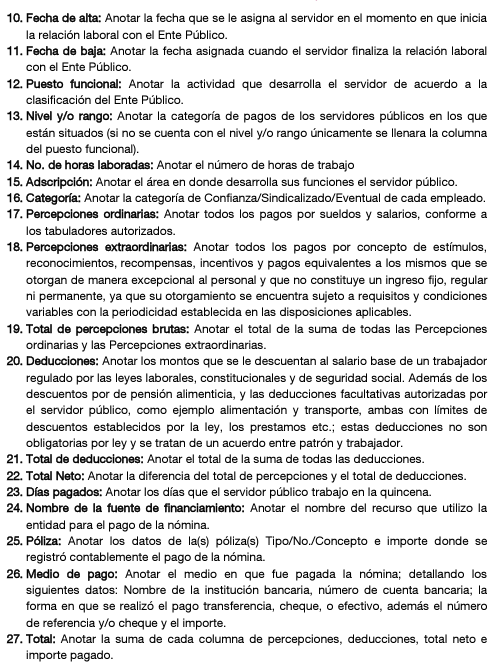 10. Fecha de alta: Anotar la fecha que se le asigna al servidor en el momento en que inicia
la relación laboral con el Ente Público.
11. Fecha de baja: Anotar la fecha asignada cuando el servidor finaliza la relación laboral
con el Ente Público.
12. Puesto funcional: Anotar la actividad que desarrolla el servidor de acuerdo a la
clasificación del Ente Público.
13. Nivel y/o rango: Anotar la categoría de pagos de los servidores públicos en los que
están situados (si no se cuenta con el nivel y/o rango únicamente se llenara la columna
del puesto funcional).
14. No. de horas laboradas: Anotar el número de horas de trabajo
15. Adscripción: Anotar el área en donde desarrolla sus funciones el servidor público.
16. Categoría: Anotar la categoría de Confianza/Sindicalizado/Eventual de cada empleado.
17. Percepciones ordinarias: Anotar todos los pagos por sueldos y salarios, conforme a
los tabuladores autorizados.
18. Percepciones extraordinarias: Anotar todos los pagos por concepto de estímulos,
reconocimientos, recompensas, incentivos y pagos equivalentes a los mismos que se
otorgan de manera excepcional al personal y que no constituye un ingreso fijo, regular
ni permanente, ya que su otorgamiento se encuentra sujeto a requisitos y condiciones
variables con la periodicidad establecida en las disposiciones aplicables.
19. Total de percepciones brutas: Anotar el total de la suma de todas las Percepciones
ordinarias y las Percepciones extraordinarias.
20. Deducciones: Anotar los montos que se le descuentan al salario base de un trabajador
regulado por las leyes laborales, constitucionales y de seguridad social. Además de los
descuentos por de pensión alimenticia, y las deducciones facultativas autorizadas por
el servidor público, como ejemplo alimentación y transporte, ambas con límites de
descuentos establecidos por la ley, los prestamos etc.; estas deducciones no son
obligatorias por ley y se tratan de un acuerdo entre patrón y trabajador.
21. Total de deducciones: Anotar el total de la suma de todas las deducciones.
22. Total Neto: Anotar la diferencia del total de percepciones y el total de deducciones.
23. Días pagados: Anotar los días que el servidor público trabajo en la quincena.
24. Nombre de la fuente de financiamiento: Anotar el nombre del recurso que utilizo la
entidad para el pago de la nómina.
25. Póliza: Anotar los datos de la(s) póliza(s) Tipo/No./Concepto e importe donde se
registró contablemente el pago de la nómina.
26. Medio de pago: Anotar el medio en que fue pagada la nómina; detallando los
siguientes datos: Nombre de la institución bancaria, número de cuenta bancaria; la
forma en que se realizó el pago transferencia, cheque, o efectivo, además el número
de referencia y/o cheque y el importe.
27. Total: Anotar la suma de cada columna de percepciones, deducciones, total neto e
importe pagado.